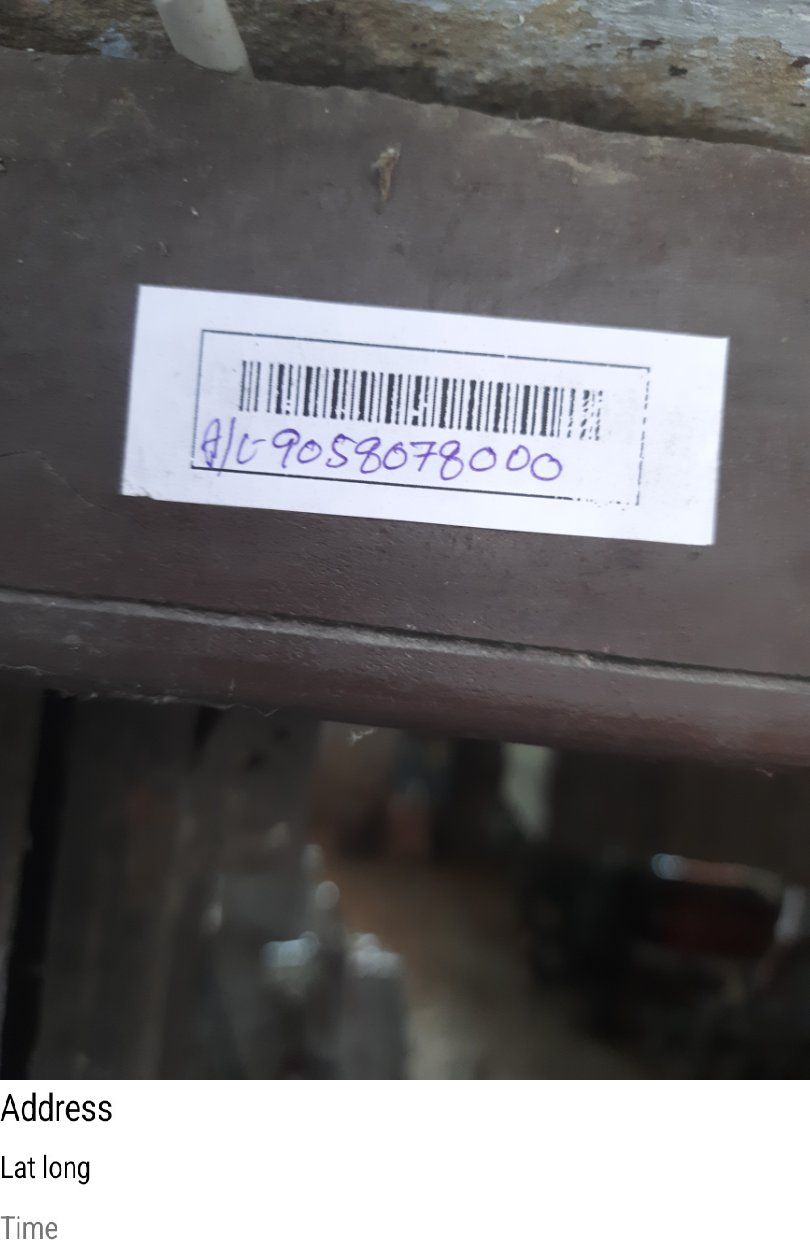 A/C-9058078000
Address
Lat long
Time